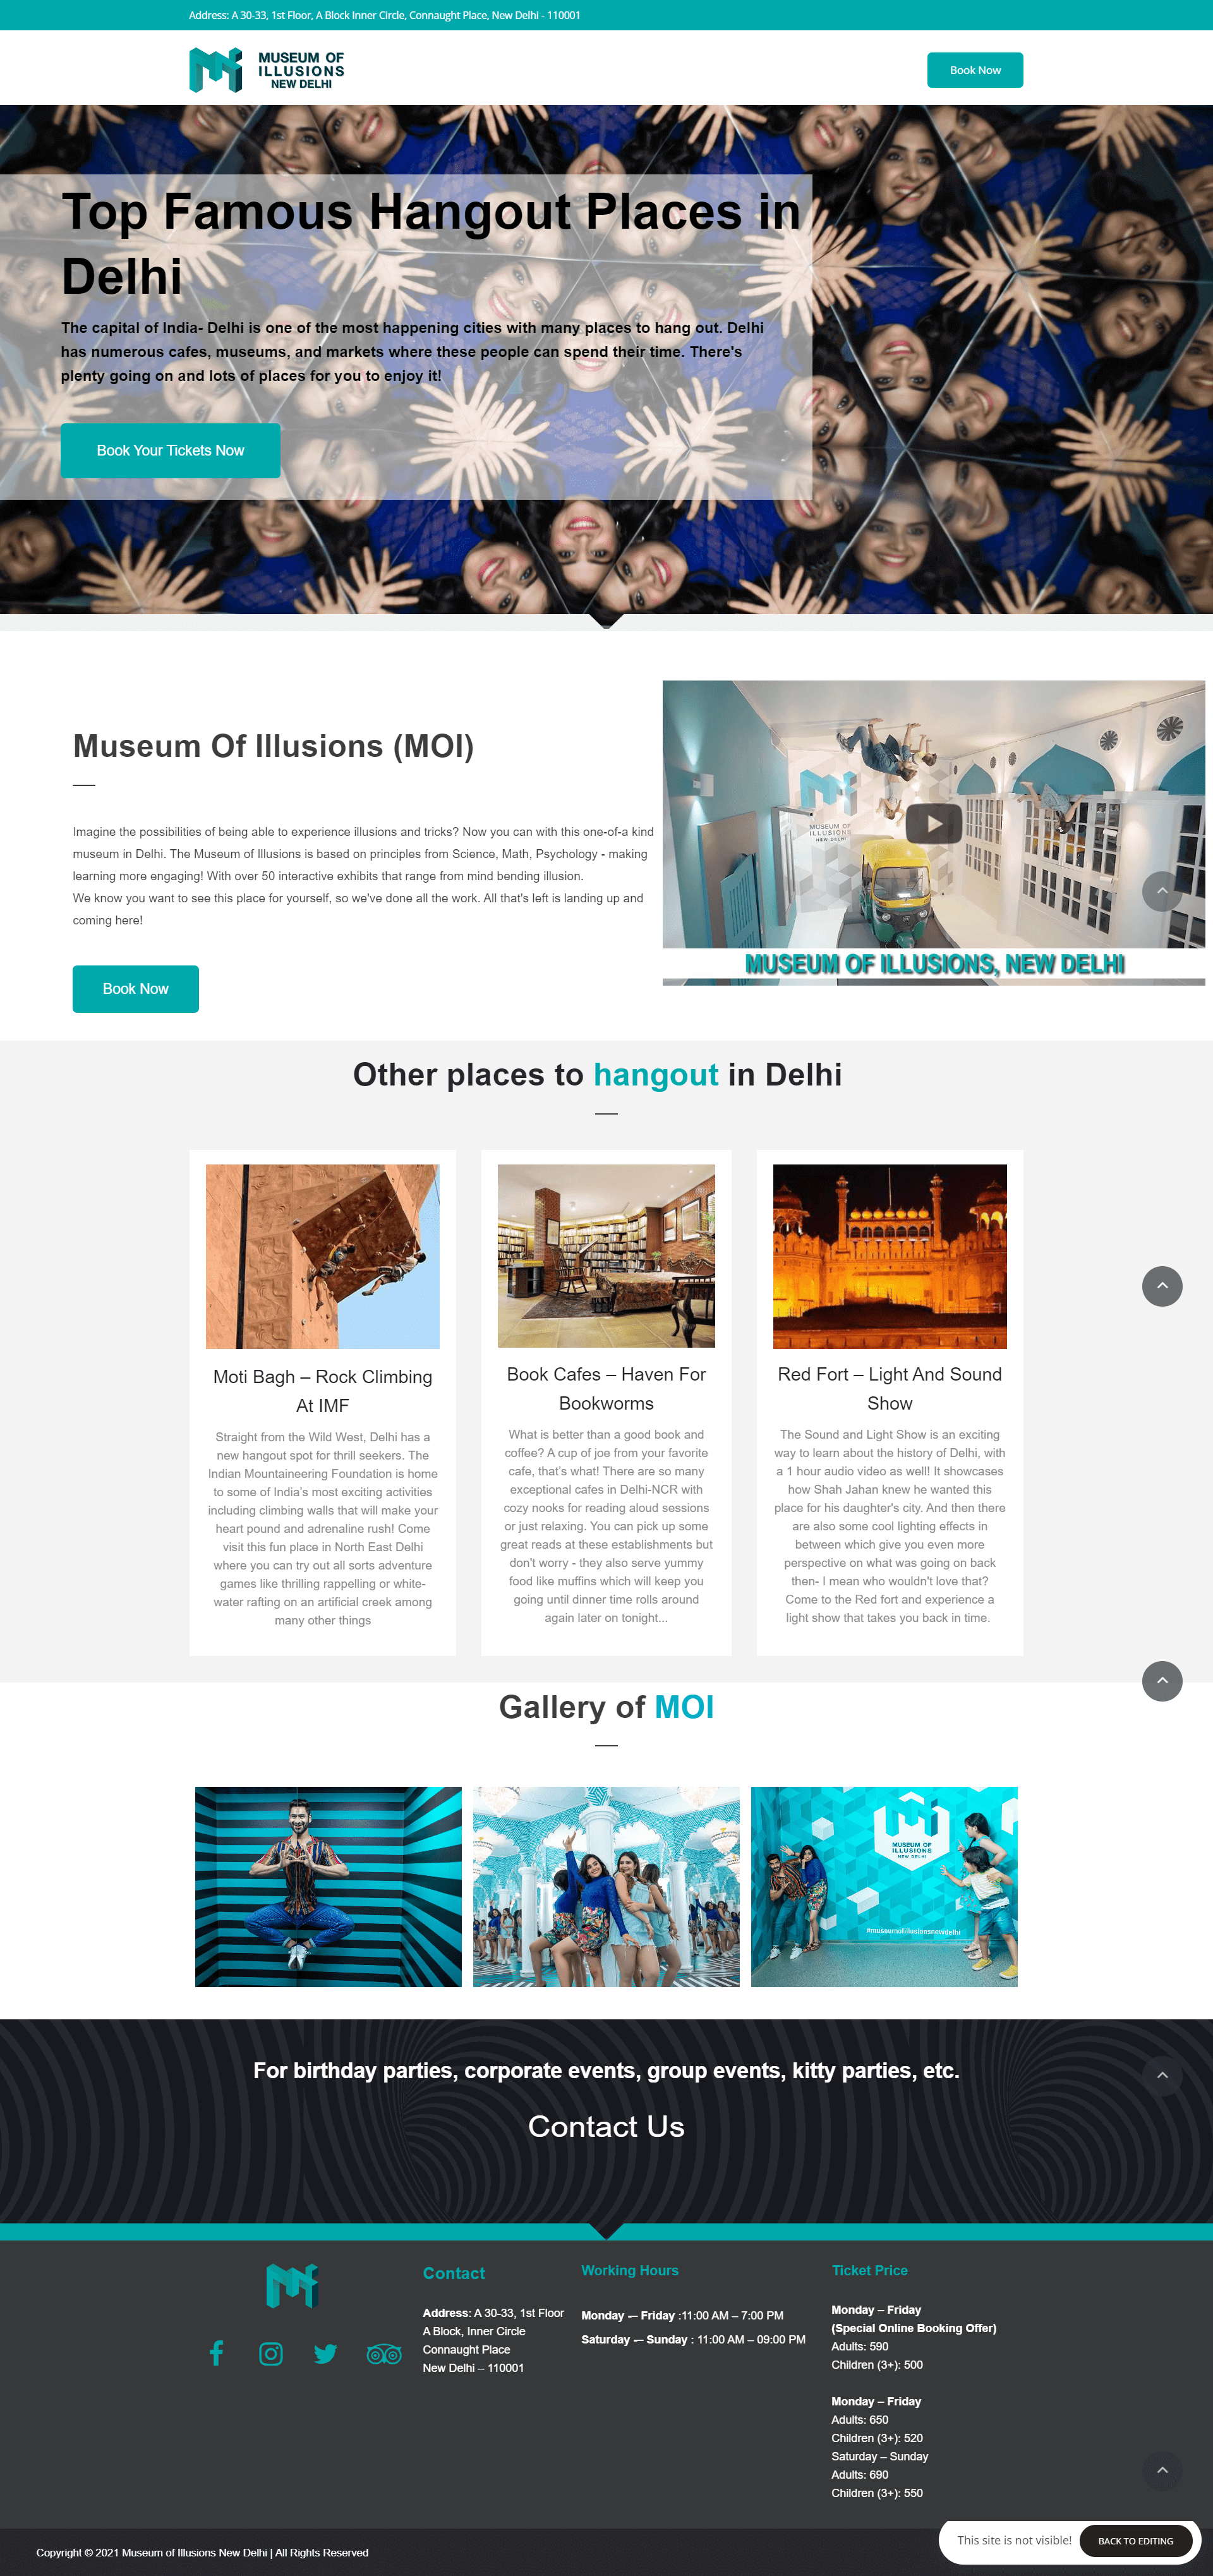 Address: A 30-33, 1st Floor, A Block Inner Circle, Connaught Place, New Delhi - 110001
MUSEUM OF
ILLUSIONS
NEW DELHI
Book Now
Top Famous Hangout Places in
Delhi
The capital of India- Delhi is one of the most happening cities with many places to hang out. Delhi
has numerous cafes, museums, and markets where these people can spend their time. There's
plenty going on and lots of places for you to enjoy it!
Book Your Tickets Now
Museum Of Illusions (MOI)
Imagine the possibilities of being able to experience illusions and tricks? Now you can with this one-of-a kind
museum in Delhi. The Museum of Illusions is based on principles from Science, Math, Psychology - making
learning more engaging! With over 50 interactive exhibits that range from mind bending illusion.
We know you want to see this place for yourself, so we've done all the work. All that's left is landing up and
coming here!
Book Now
MUSEUM OF
ILLUSIONS
NEW DELHI
MUSEUM OF ILLUSIONS, NEW DELHI
Other places to hangout in Delhi
Moti Bagh – Rock Climbing
At IMF
Straight from the Wild West, Delhi has a
new hangout spot for thrill seekers. The
Indian Mountaineering Foundation is home
to some of India's most exciting activities
including climbing walls that will make your
heart pound and adrenaline rush! Come
visit this fun place in North East Delhi
where you can try out all sorts adventure
games like thrilling rappelling or white-
water rafting on an artificial creek among
many other things
Book Cafes – Haven For
Bookworms
What is better than a good book and
coffee? A cup of joe from your favorite
cafe, that's what! There are so many
exceptional cafes in Delhi-NCR with
cozy nooks for reading aloud sessions
or just relaxing. You can pick up some
great reads at these establishments but
don't worry - they also serve yummy
food like muffins which will keep you
going until dinner time rolls around
again later on tonight...
Red Fort – Light And Sound
Show
The Sound and Light Show is an exciting
way to learn about the history of Delhi, with
a 1 hour audio video as well! It showcases
how Shah Jahan knew he wanted this
place for his daughter's city. And then there
are also some cool lighting effects in
between which give you even more
perspective on what was going on back
then- I mean who wouldn't love that?
Come to the Red fort and experience a
light show that takes you back in time.
Gallery of MOI
MUSEUM OF
ILLUSIONS
NEW DELHI
#museumofillusionsnewdelhi
For birthday parties, corporate events, group events, kitty parties, etc.
Contact Us
Contact
Address: A 30-33, 1st Floor
A Block, Inner Circle
Connaught Place
New Delhi – 110001
Working Hours
Monday -– Friday :11:00 AM – 7:00 PM
Saturday -– Sunday : 11:00 AM – 09:00 PM
Ticket Price
Monday – Friday
(Special Online Booking Offer)
Adults: 590
Children (3+): 500
Monday – Friday
Adults: 650
Children (3+): 520
Saturday – Sunday
Adults: 690
Children (3+): 550
This site is not visible!
BACK TO EDITING
Copyright © 2021 Museum of Illusions New Delhi | All Rights Reserved